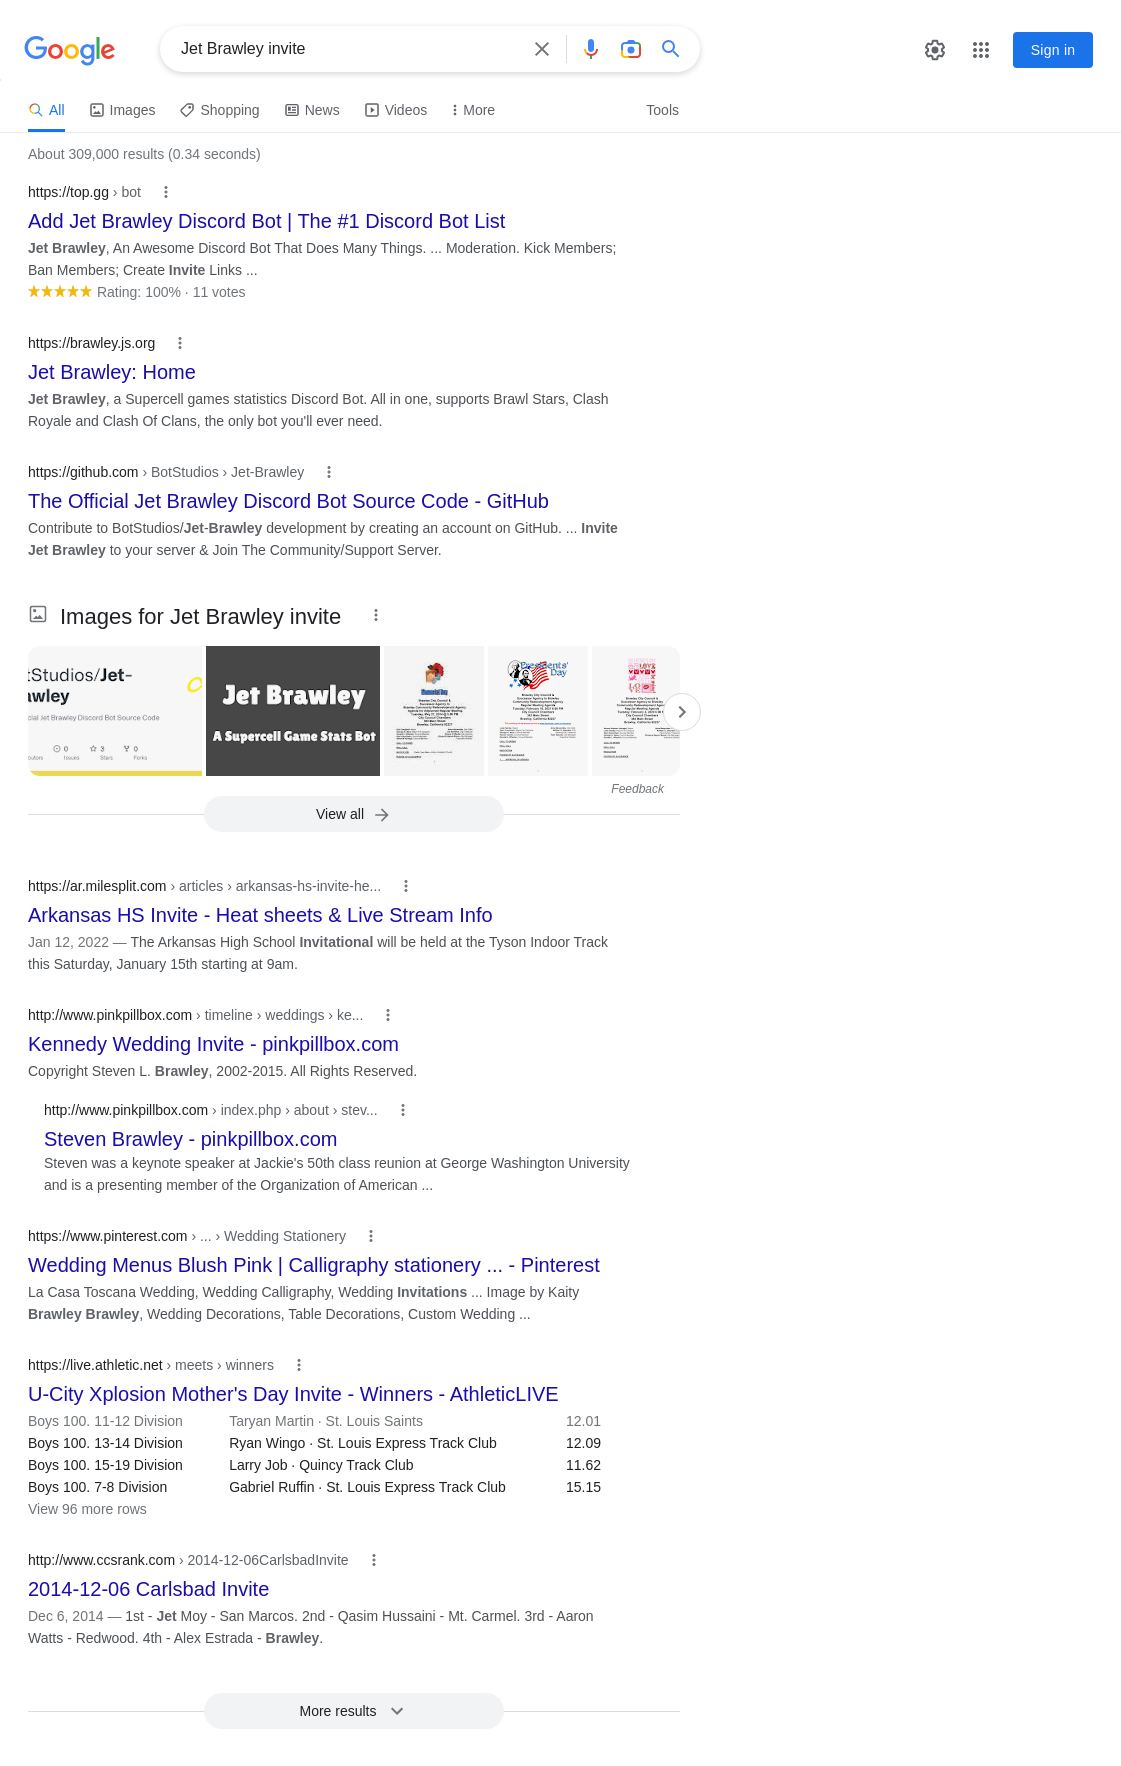 Google
Jet Brawley invite
Sign in
All
Images
Shopping
News
Videos
More
Tools
About 309,000 results (0.34 seconds)
https://top.gg › bot
Add Jet Brawley Discord Bot | The #1 Discord Bot List
Jet Brawley, An Awesome Discord Bot That Does Many Things. ... Moderation. Kick Members;
Ban Members; Create Invite Links ...
Rating: 100% · 11 votes
https://brawley.js.org
Jet Brawley: Home
Jet Brawley, a Supercell games statistics Discord Bot. All in one, supports Brawl Stars, Clash
Royale and Clash Of Clans, the only bot you'll ever need.
https://github.com › BotStudios › Jet-Brawley
The Official Jet Brawley Discord Bot Source Code - GitHub
Contribute to BotStudios/Jet-Brawley development by creating an account on GitHub. ... Invite
Jet Brawley to your server & Join The Community/Support Server.
Images for Jet Brawley invite
tStudios/Jet-
awley
cial Jet Brawley Discord Bot Source Code
0
3
0
butors
Issues
Stars
Forks
Jet Brawley
A Supercell Game Stats Bot
Memorial Day
Presidents'
Day
LOVE
Feedback
View all
https://ar.milesplit.com › articles › arkansas-hs-invite-he...
Arkansas HS Invite - Heat sheets & Live Stream Info
Jan 12, 2022 — The Arkansas High School Invitational will be held at the Tyson Indoor Track
this Saturday, January 15th starting at 9am.
http://www.pinkpillbox.com › timeline › weddings › ke...
Kennedy Wedding Invite - pinkpillbox.com
Copyright Steven L. Brawley, 2002-2015. All Rights Reserved.
http://www.pinkpillbox.com › index.php › about › stev...
Steven Brawley - pinkpillbox.com
Steven was a keynote speaker at Jackie's 50th class reunion at George Washington University
and is a presenting member of the Organization of American ...
https://www.pinterest.com › ... › Wedding Stationery
Wedding Menus Blush Pink | Calligraphy stationery ... - Pinterest
La Casa Toscana Wedding, Wedding Calligraphy, Wedding Invitations ... Image by Kaity
Brawley Brawley, Wedding Decorations, Table Decorations, Custom Wedding ...
https://live.athletic.net › meets › winners
U-City Xplosion Mother's Day Invite - Winners - AthleticLIVE
Boys 100. 11-12 Division Taryan Martin · St. Louis Saints 12.01
Boys 100. 13-14 Division Ryan Wingo · St. Louis Express Track Club 12.09
Boys 100. 15-19 Division Larry Job · Quincy Track Club 11.62
Boys 100. 7-8 Division Gabriel Ruffin · St. Louis Express Track Club 15.15
View 96 more rows
http://www.ccsrank.com › 2014-12-06CarlsbadInvite
2014-12-06 Carlsbad Invite
Dec 6, 2014 — 1st - Jet Moy - San Marcos. 2nd - Qasim Hussaini - Mt. Carmel. 3rd - Aaron
Watts - Redwood. 4th - Alex Estrada - Brawley.
More results